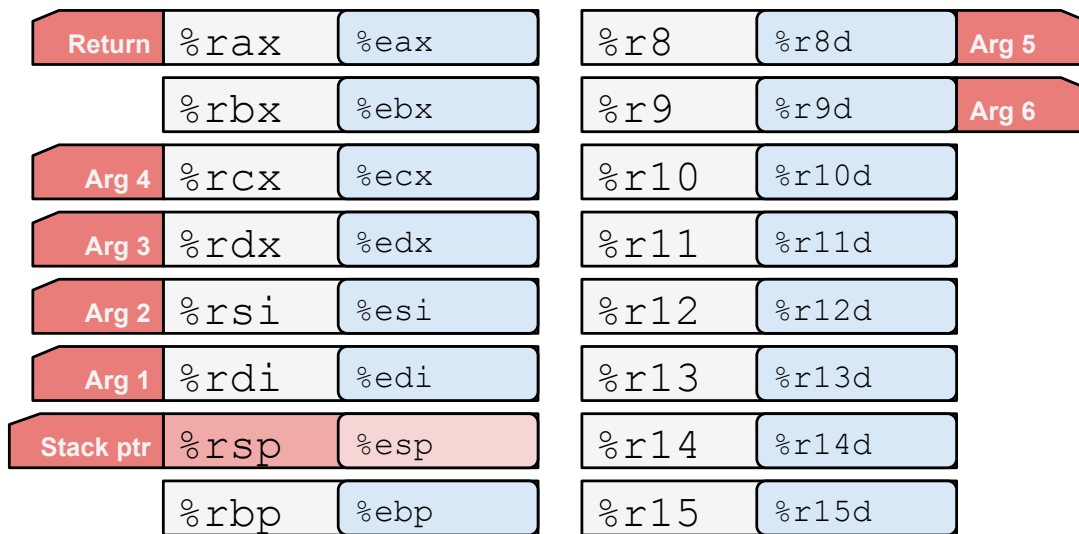 Return %rax %eax %r8 %r8d Arg 5
%rbx %ebx %r9 %r9d Arg 6
Arg 4 %rcx %ecx %r10 %r10d
Arg 3 %rdx %edx %r11 %r11d
Arg 2 %rsi %esi %r12 %r12d
Arg 1 %rdi %edi %r13 %r13d
Stack ptr %rsp %esp %r14 %r14d
%rbp %ebp %r15 %r15d